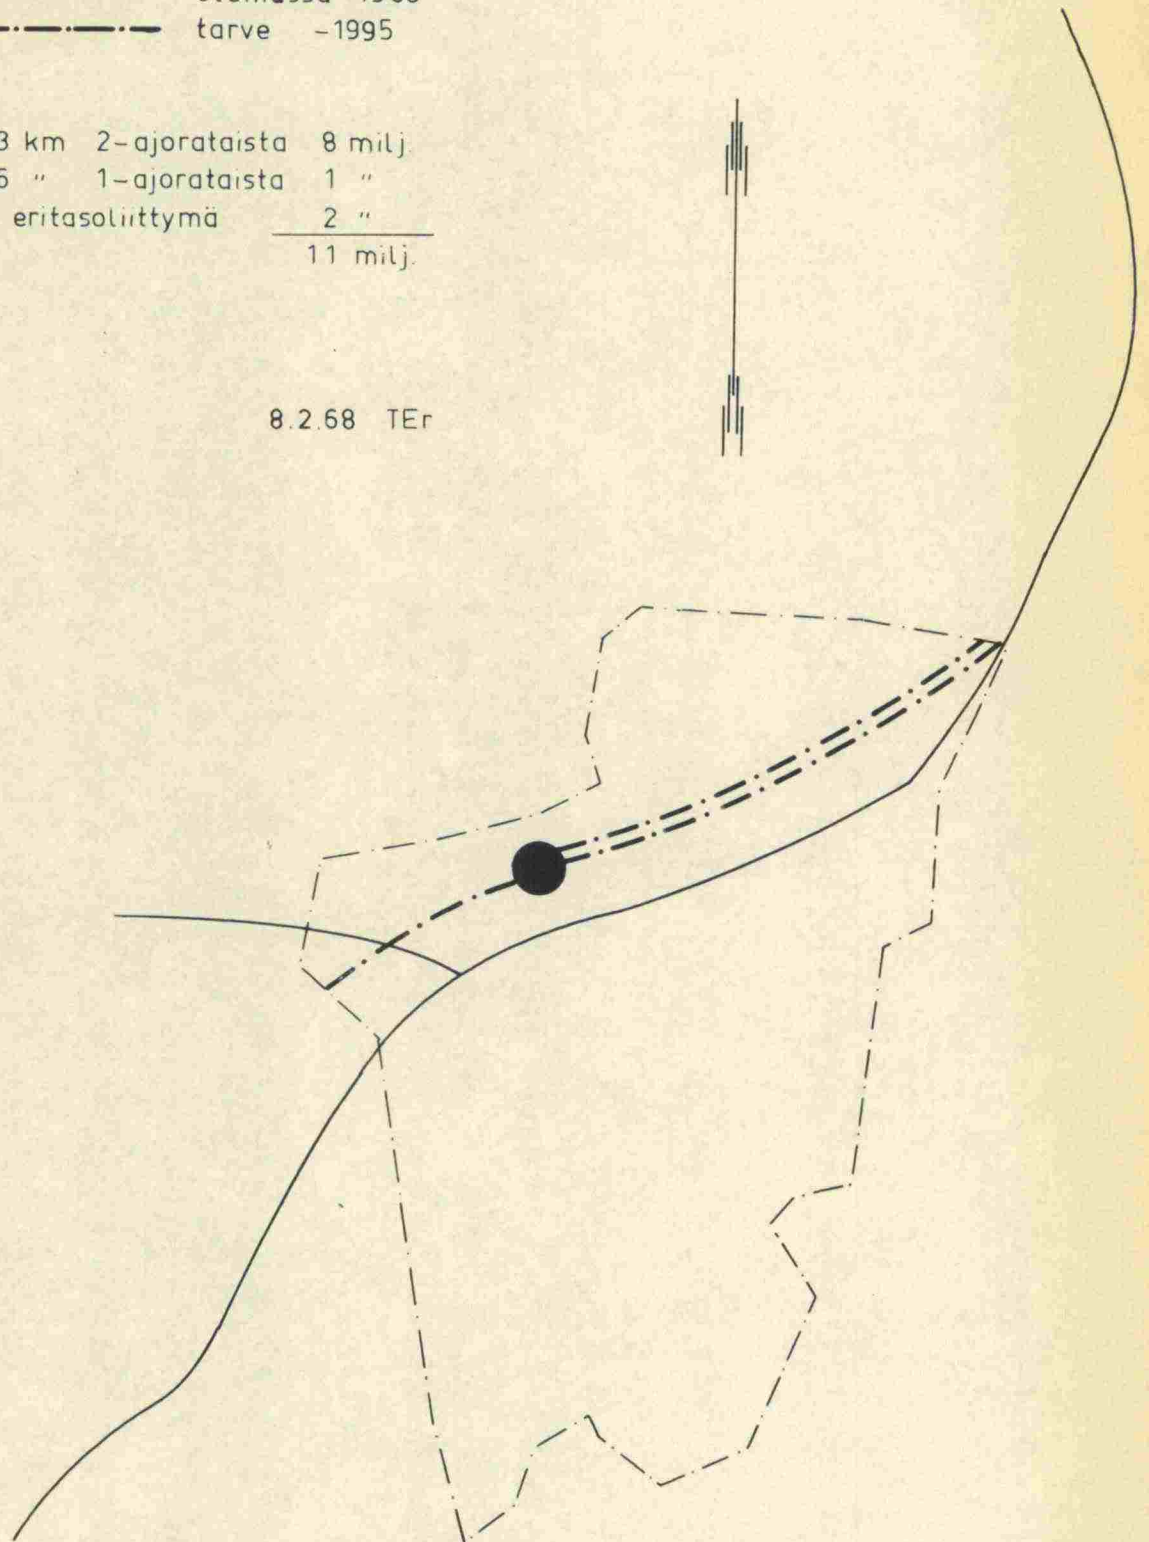 tarve -1995
3 km 2-ajorataista 8 milj.
5 " 1-ajorataista 1 "
eritasoliittymä 2 "
11 milj.
8.2.68 TEr